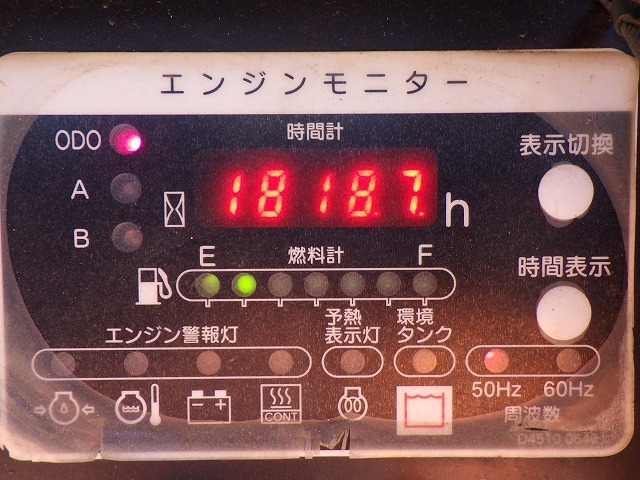 エンジンモニター
ODO
時間計
表示切換
A
1818.7. h
B
E 燃料計 F
時間表示
エンジン警報灯
予熱
表示灯
環境
タンク
CONT
50Hz 60Hz
周波数